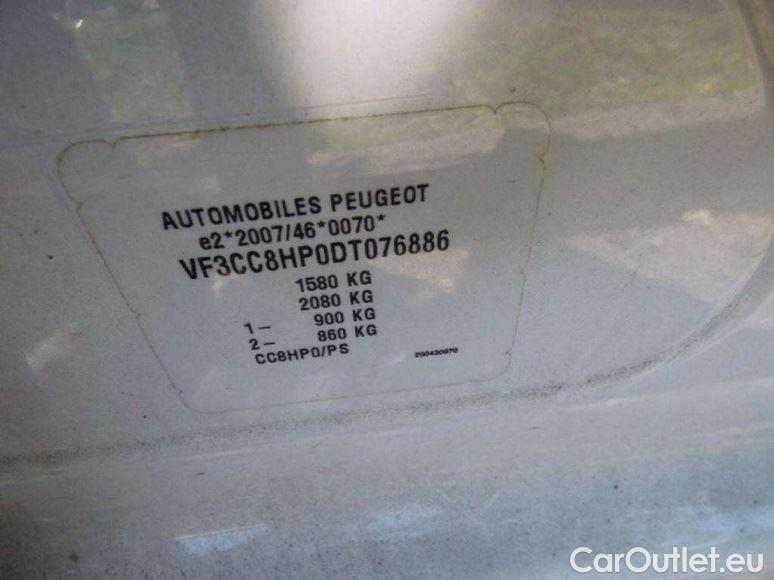 AUTOMOBILES PEUGEOT
e2*2007/46*0070*
VF3CC8HP0DT076886
1580 KG
2080 KG
1- 900 KG
2- 860 KG
CC8HP0/PS 200430970
CarOutlet.eu